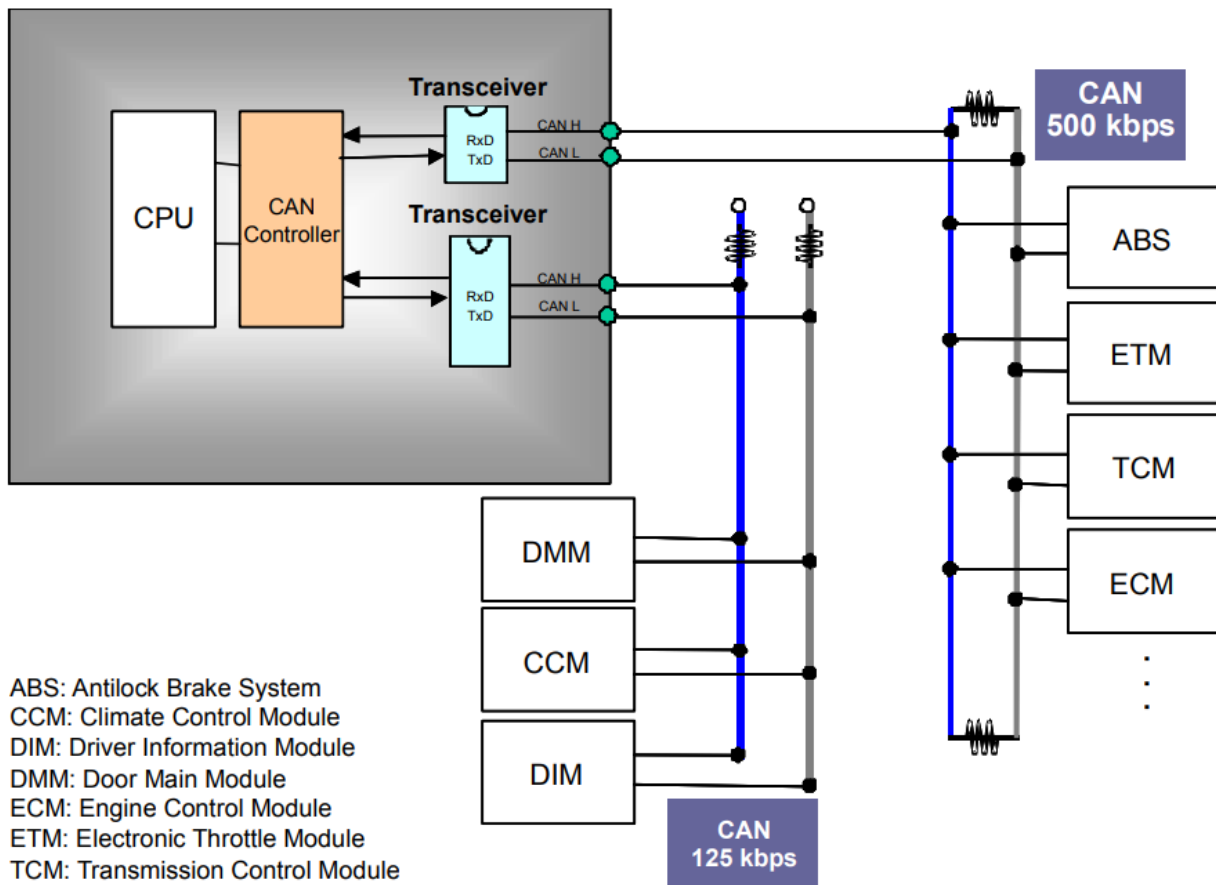 Transceiver
CAN H
RxD
TxD
CAN L
CPU
CAN
Controller
Transceiver
CAN H
RxD
TxD
CAN L
CAN
500 kbps
ABS
ETM
TCM
ECM
DMM
CCM
DIM
CAN
125 kbps
ABS: Antilock Brake System
CCM: Climate Control Module
DIM: Driver Information Module
DMM: Door Main Module
ECM: Engine Control Module
ETM: Electronic Throttle Module
TCM: Transmission Control Module